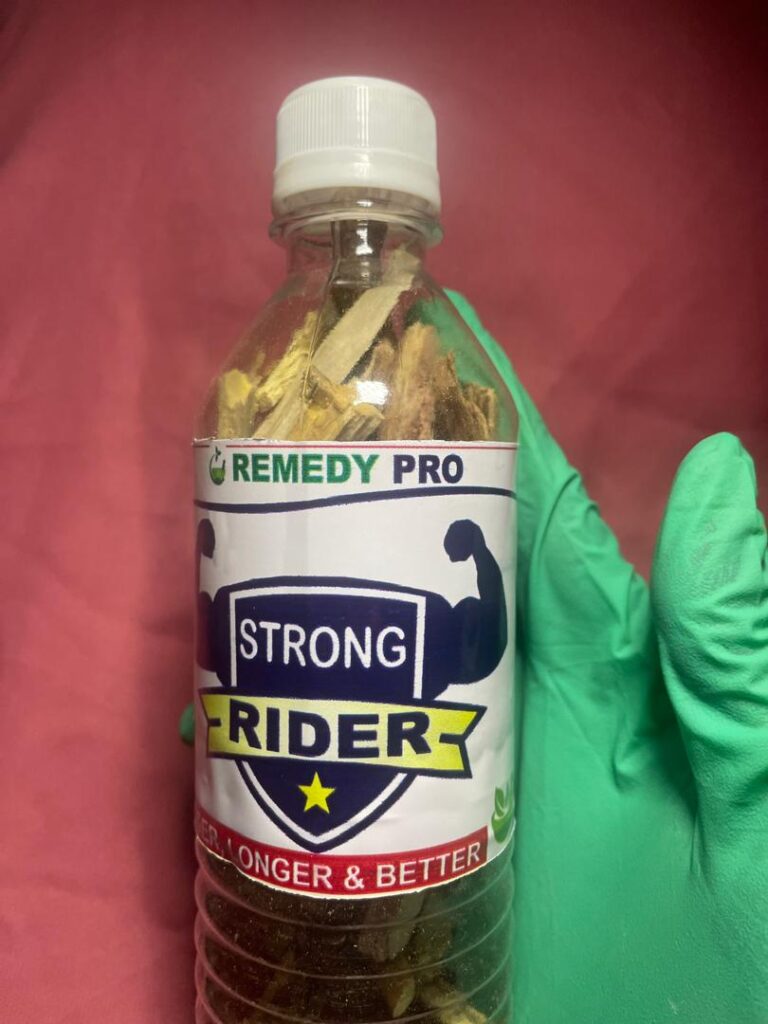 REMEDY PRO
STRONG
RIDER
LONGER & BETTER